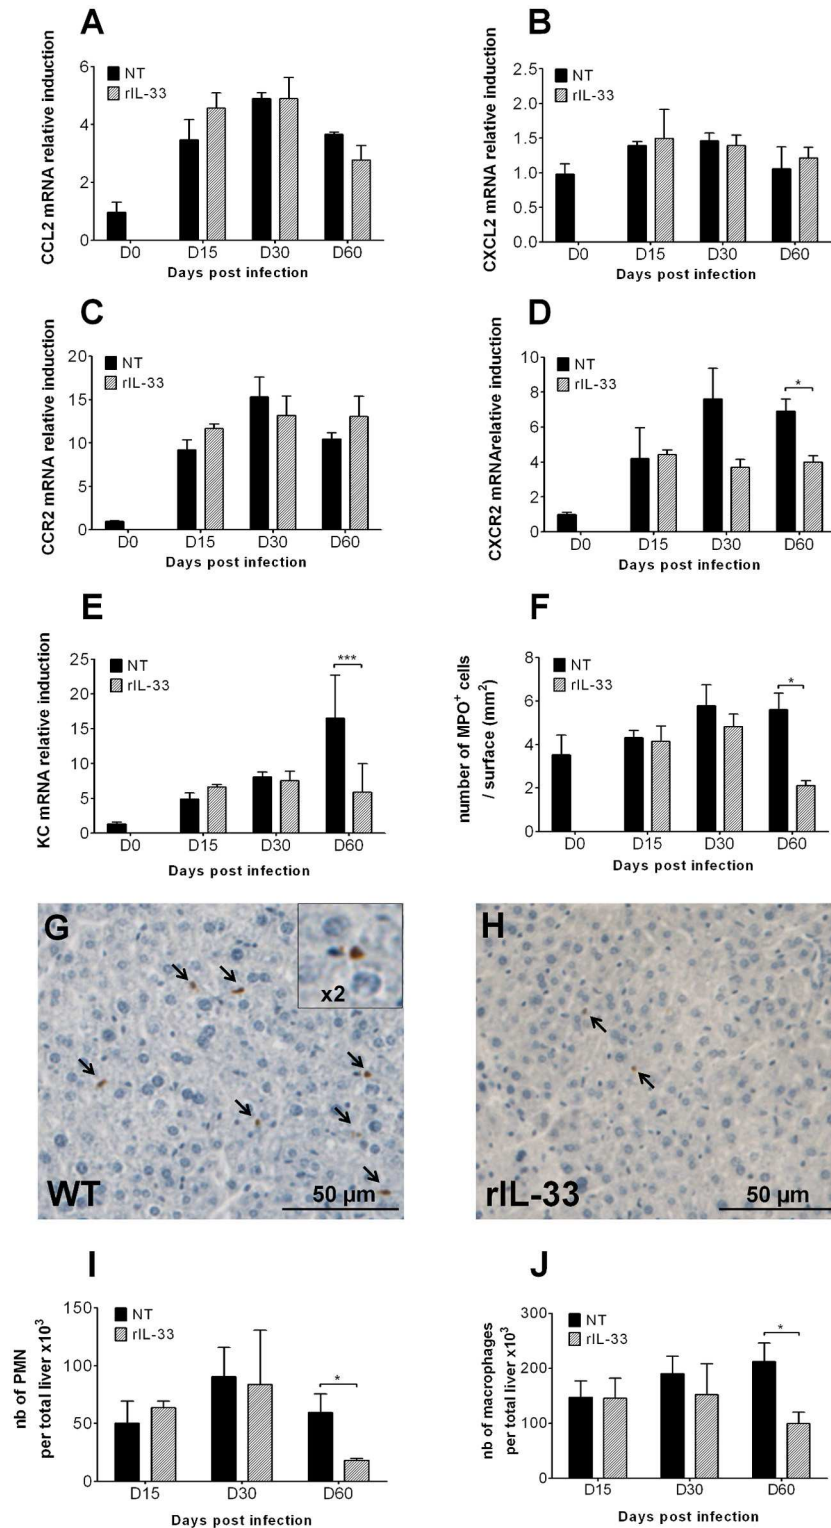 A
CCL2 mRNA relative induction
6
4
2
0
NT
rIL-33
D0 D15 D30 D60
Days post infection
B
CXCL2 mRNA relative induction
2.5
2.0
1.5
1.0
0.5
0.0
NT
rIL-33
D0 D15 D30 D60
Days post infection
C
CCR2 mRNA relative induction
20
15
10
5
0
NT
rIL-33
D0 D15 D30 D60
Days post infection
D
CXCR2 mRNArelative induction
10
8
6
4
2
0
NT
rIL-33
*
D0 D15 D30 D60
Days post infection
E
KC mRNA relative induction
25
20
15
10
5
0
NT
rIL-33
***
D0 D15 D30 D60
Days post infection
F
number of MPO⁺ cells
/ surface (mm²)
8
6
4
2
0
NT
rIL-33
*
D0 D15 D30 D60
Days post infection
G
x2
WT
50 µm
H
rIL-33
50 µm
I
nb of PMN
per total liver x10³
150
100
50
0
NT
rIL-33
*
D15 D30 D60
Days post infection
J
nb of macrophages
per total liver x10³
300
200
100
0
NT
rIL-33
*
D15 D30 D60
Days post infection